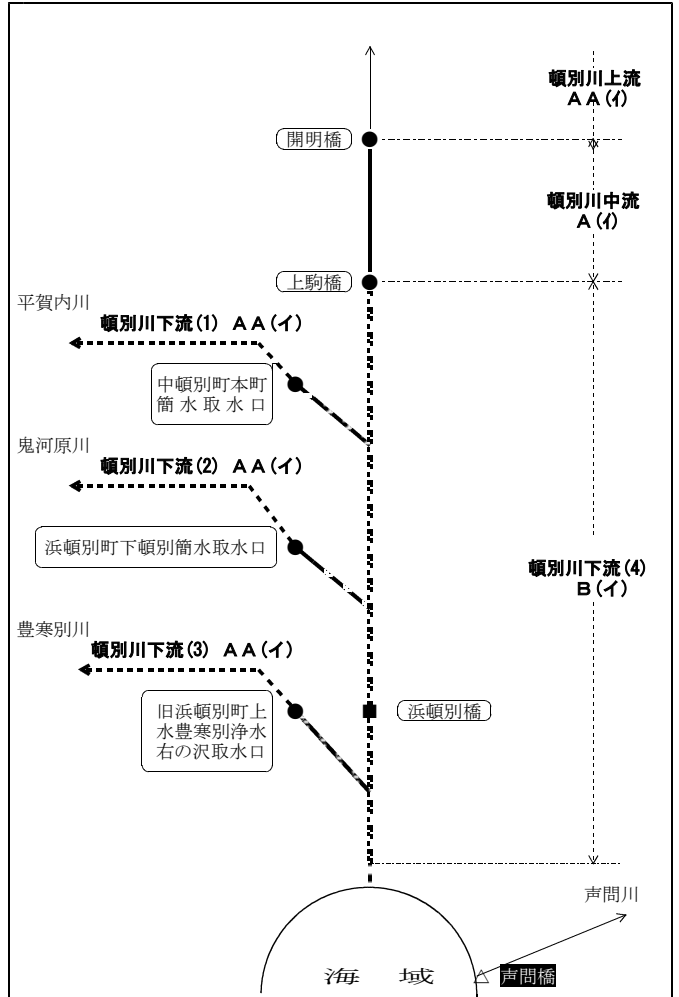 頓別川上流
ＡＡ(ｲ)
開明橋
頓別川中流
Ａ(ｲ)
上駒橋
平賀内川
頓別川下流(1) ＡＡ(イ)
中頓別町本町
簡水取水口
鬼河原川
頓別川下流(2) ＡＡ(イ)
浜頓別町下頓別簡水取水口
頓別川下流(4)
Ｂ(イ)
豊寒別川
頓別川下流(3) ＡＡ(イ)
旧浜頓別町上
水豊寒別浄水
右の沢取水口
浜頓別橋
声問川
海域
声問橋